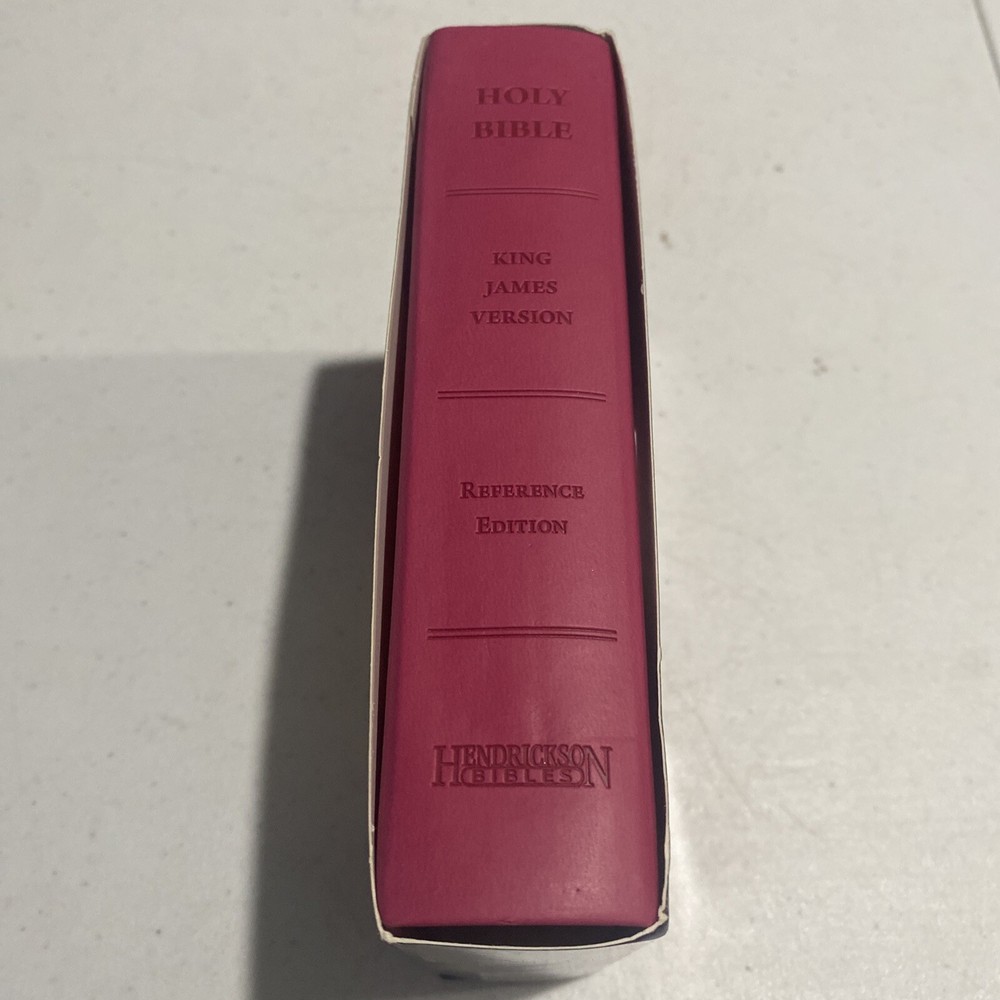 HOLY
BIBLE
KING
JAMES
VERSION
REFERENCE
EDITION
HENDRICKSON
BIBLES